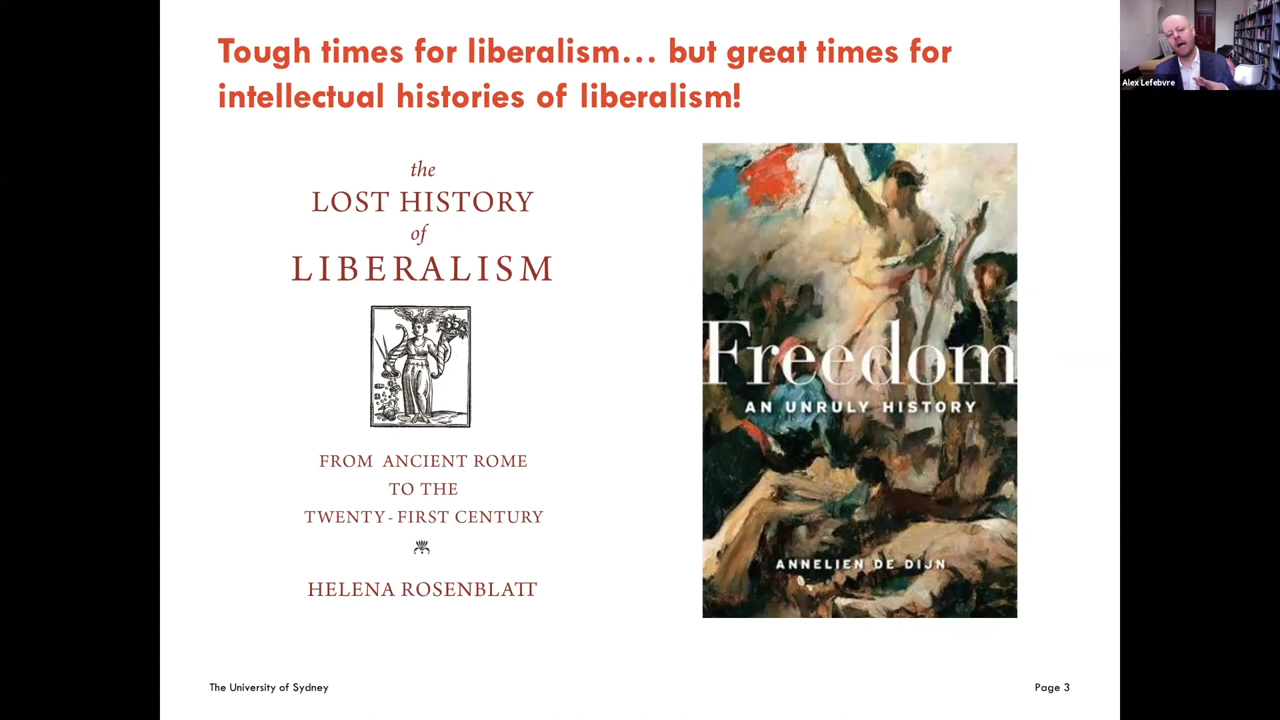 Tough times for liberalism... but great times for
intellectual histories of liberalism!
Alex Lefebvre
the
LOST HISTORY
of
LIBERALISM
FROM ANCIENT ROME
TO THE
TWENTY-FIRST CENTURY
HELENA ROSENBLATT
Freedom
AN UNRULY HISTORY
ANNELIEN DE DIJN
The University of Sydney
Page 3